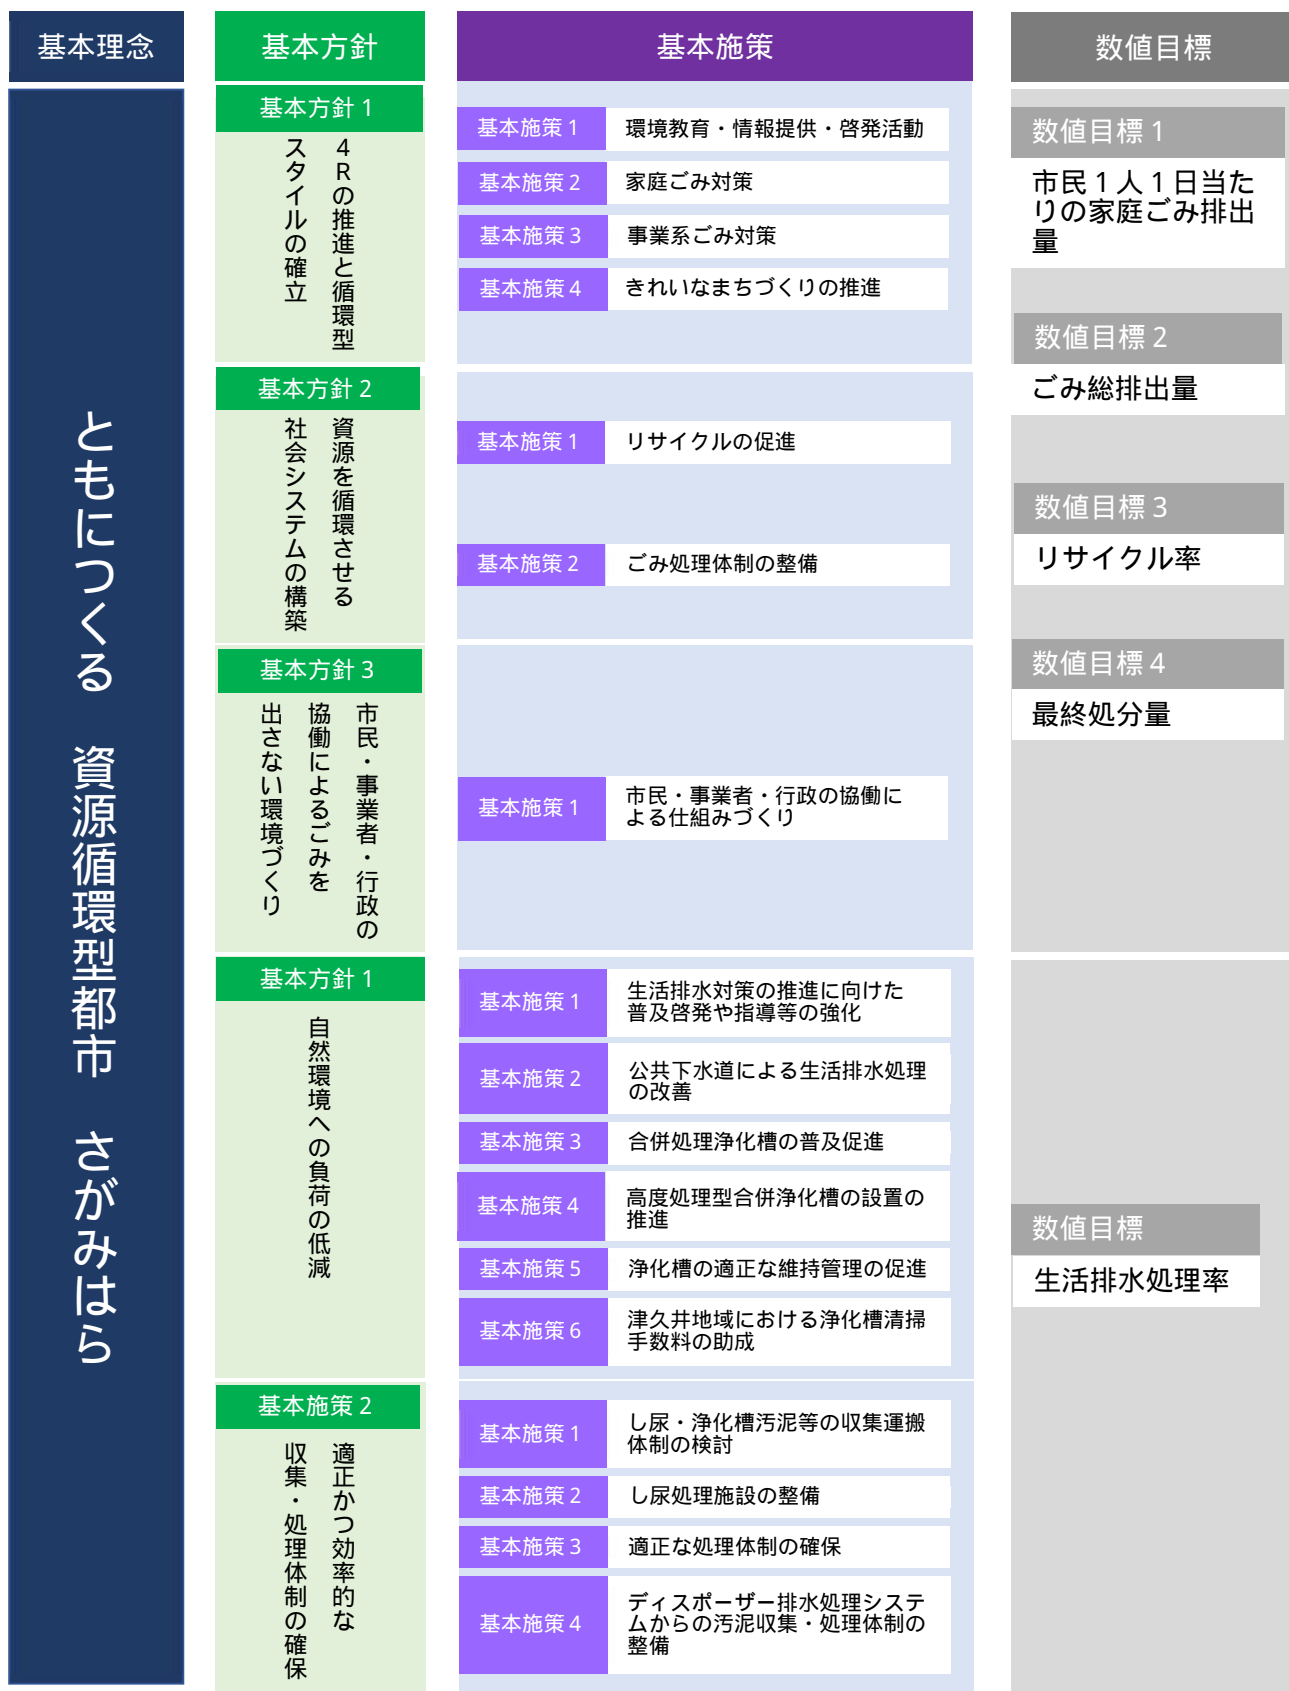 基本理念
基本方針
基本施策
数値目標
ともにつくる　資源循環型都市　さがみはら
基本方針１
４Ｒの推進と循環型
スタイルの確立
基本施策１
環境教育・情報提供・啓発活動
基本施策２
家庭ごみ対策
基本施策３
事業系ごみ対策
基本施策４
きれいなまちづくりの推進
基本方針２
資源を循環させる
社会システムの構築
基本施策１
リサイクルの促進
基本施策２
ごみ処理体制の整備
基本方針３
市民・事業者・行政の
協働によるごみを
出さない環境づくり
基本施策１
市民・事業者・行政の協働に
よる仕組みづくり
数値目標１
市民１人１日当た
りの家庭ごみ排出
量
数値目標２
ごみ総排出量
数値目標３
リサイクル率
数値目標４
最終処分量
基本方針１
自然環境への負荷の低減
基本施策１
生活排水対策の推進に向けた
普及啓発や指導等の強化
基本施策２
公共下水道による生活排水処理
の改善
基本施策３
合併処理浄化槽の普及促進
基本施策４
高度処理型合併浄化槽の設置の
推進
基本施策５
浄化槽の適正な維持管理の促進
基本施策６
津久井地域における浄化槽清掃
手数料の助成
基本施策２
適正かつ効率的な
収集・処理体制の確保
基本施策１
し尿・浄化槽汚泥等の収集運搬
体制の検討
基本施策２
し尿処理施設の整備
基本施策３
適正な処理体制の確保
基本施策４
ディスポーザー排水処理システ
ムからの汚泥収集・処理体制の
整備
数値目標
生活排水処理率